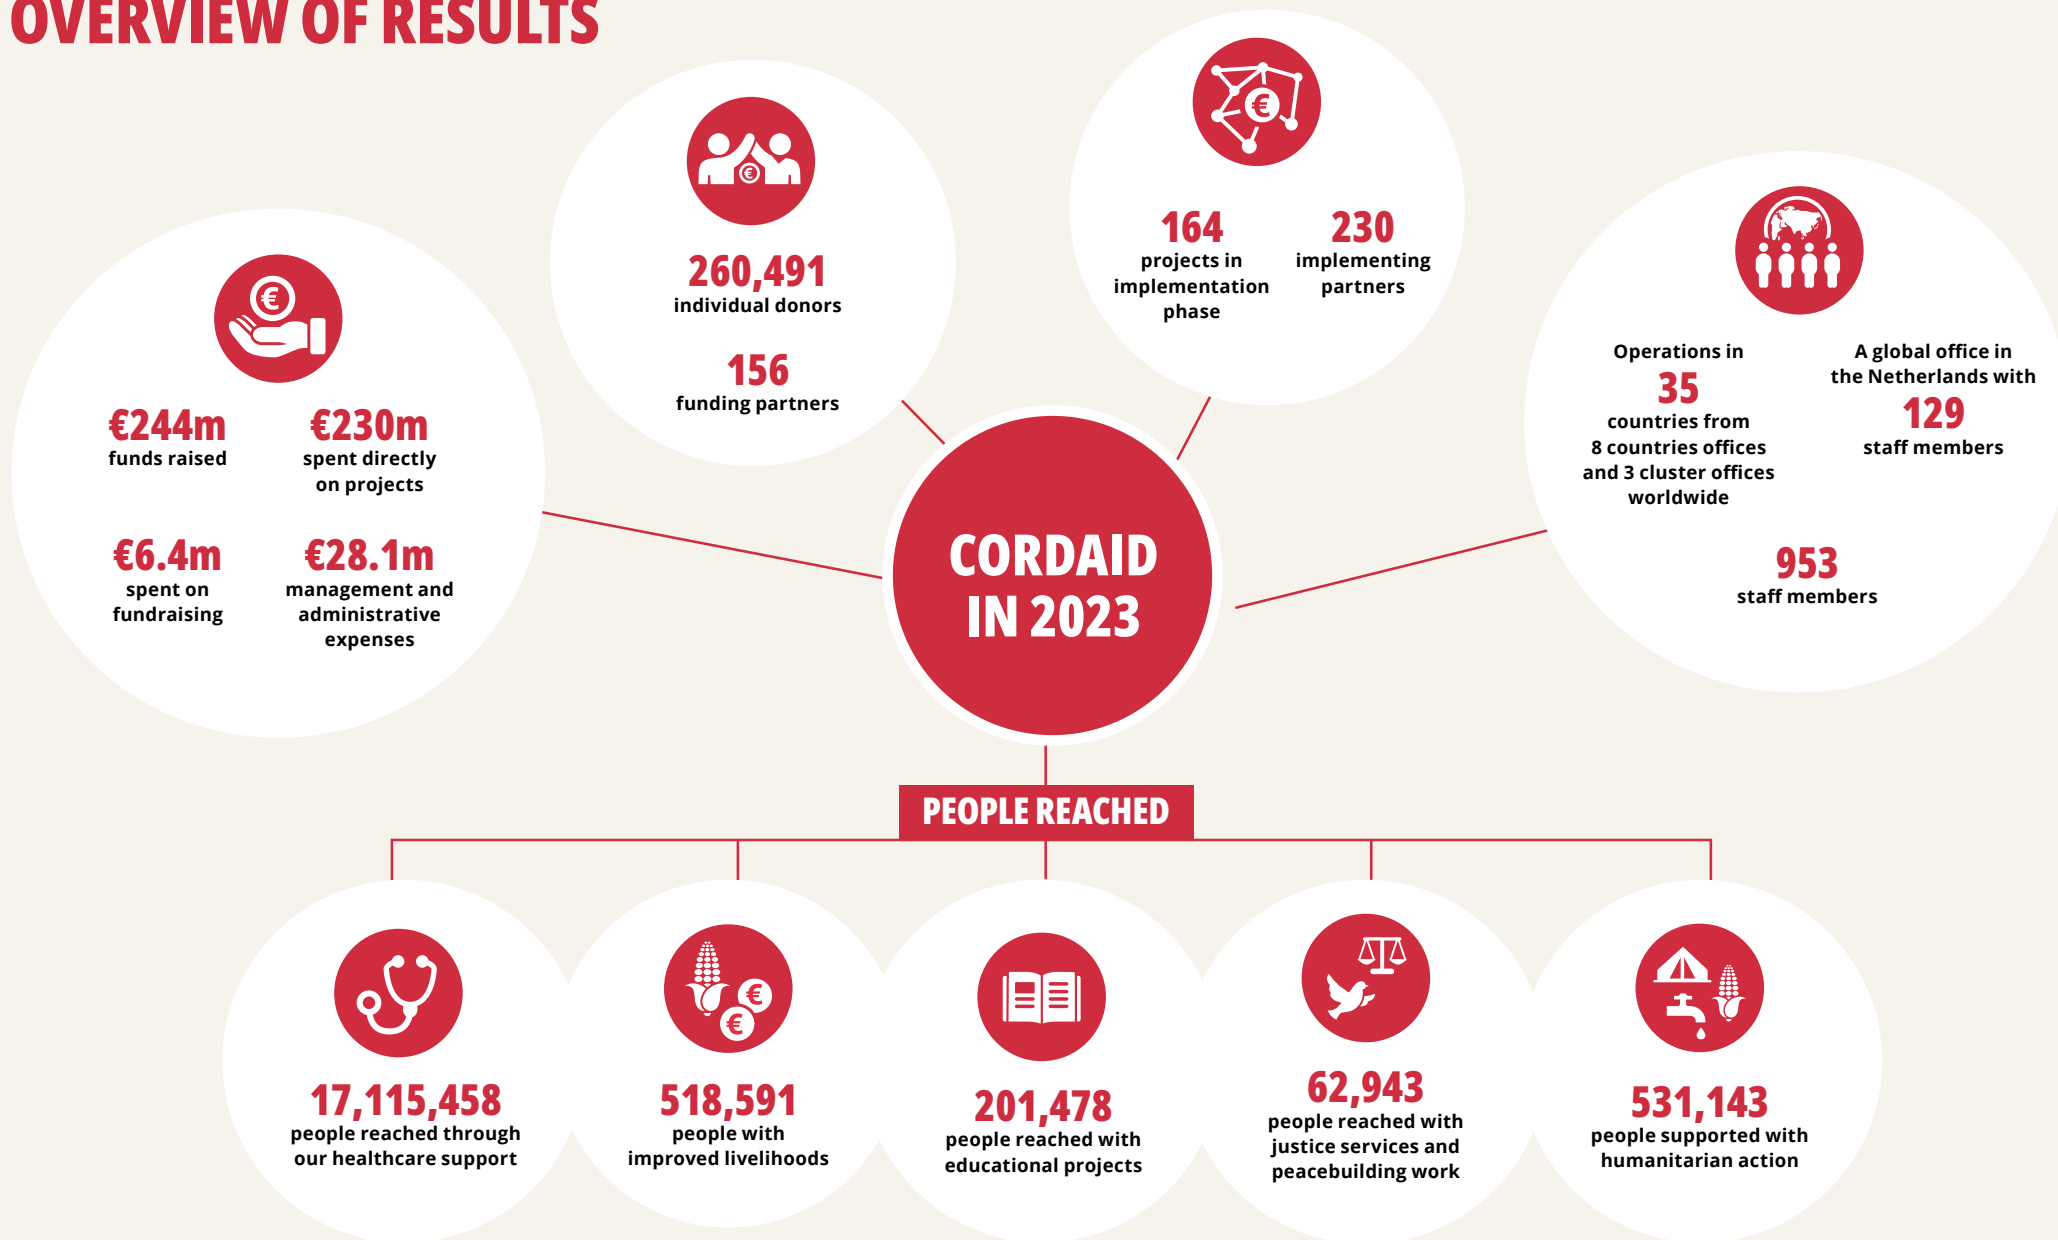 OVERVIEW OF RESULTS
€244m
funds raised
€230m
spent directly
on projects
€6.4m
spent on
fundraising
€28.1m
management and
administrative
expenses
260,491
individual donors
156
funding partners
164
projects in
implementation
phase
230
implementing
partners
Operations in
35
countries from
8 countries offices
and 3 cluster offices
worldwide
A global office in
the Netherlands with
129
staff members
953
staff members
CORDAID
IN 2023
PEOPLE REACHED
17,115,458
people reached through
our healthcare support
518,591
people with
improved livelihoods
201,478
people reached with
educational projects
62,943
people reached with
justice services and
peacebuilding work
531,143
people supported with
humanitarian action